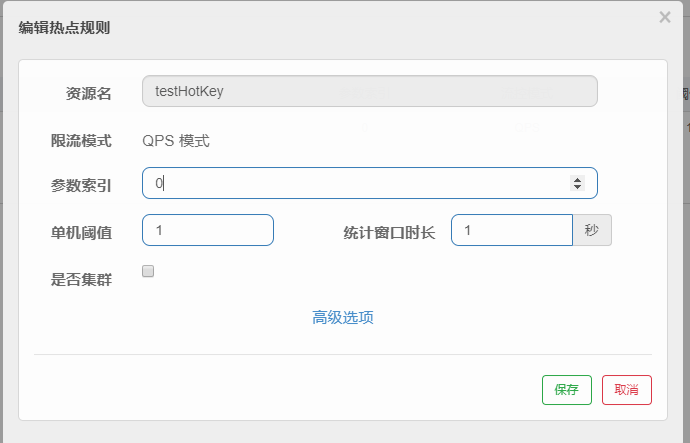 编辑热点规则
×
资源名 testHotKey
限流模式 QPS 模式
参数索引 0
单机阈值 1 统计窗口时长 1 秒
是否集群
高级选项
保存 取消